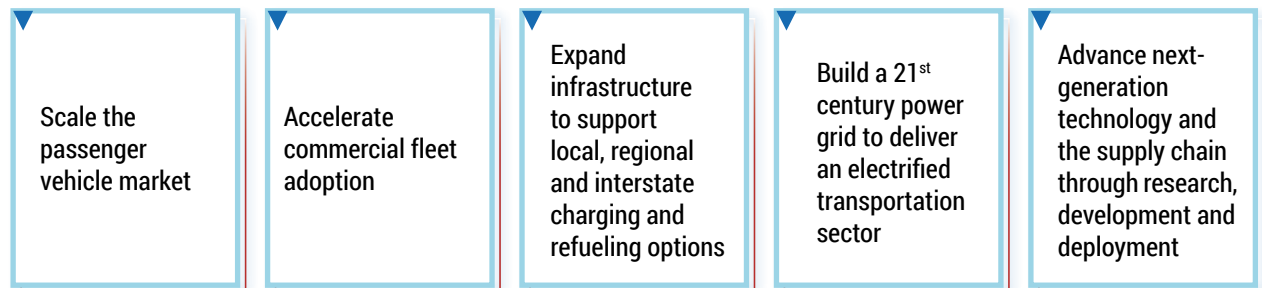 Scale the
passenger
vehicle market
Accelerate
commercial fleet
adoption
Expand
infrastructure
to support
local, regional
and interstate
charging and
refueling options
Build a 21st
century power
grid to deliver
an electrified
transportation
sector
Advance next-
generation
technology and
the supply chain
through research,
development and
deployment